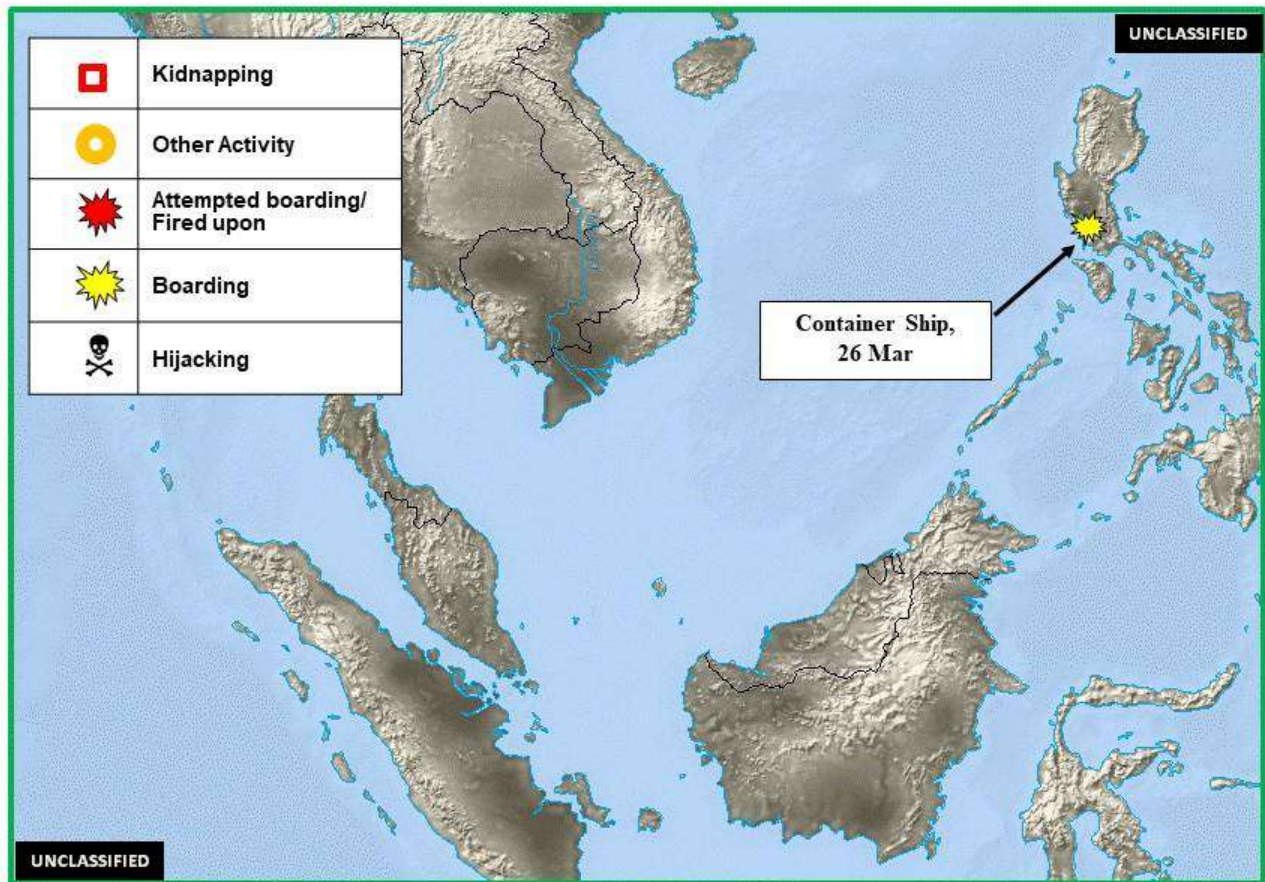 UNCLASSIFIED
Kidnapping
Other Activity
Attempted boarding/
Fired upon
Boarding
Hijacking
Container Ship,
26 Mar
UNCLASSIFIED